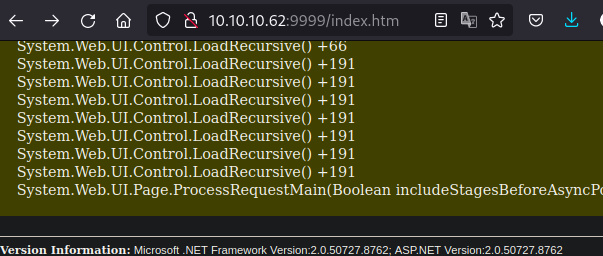 10.10.10.62:9999/index.htm
System.Web.UI.Control.LoadRecursive() +66
System.Web.UI.Control.LoadRecursive() +191
System.Web.UI.Control.LoadRecursive() +191
System.Web.UI.Control.LoadRecursive() +191
System.Web.UI.Control.LoadRecursive() +191
System.Web.UI.Control.LoadRecursive() +191
System.Web.UI.Control.LoadRecursive() +191
System.Web.UI.Control.LoadRecursive() +191
System.Web.UI.Page.ProcessRequestMain(Boolean includeStagesBeforeAsyncPo
Version Information: Microsoft .NET Framework Version:2.0.50727.8762; ASP.NET Version:2.0.50727.8762